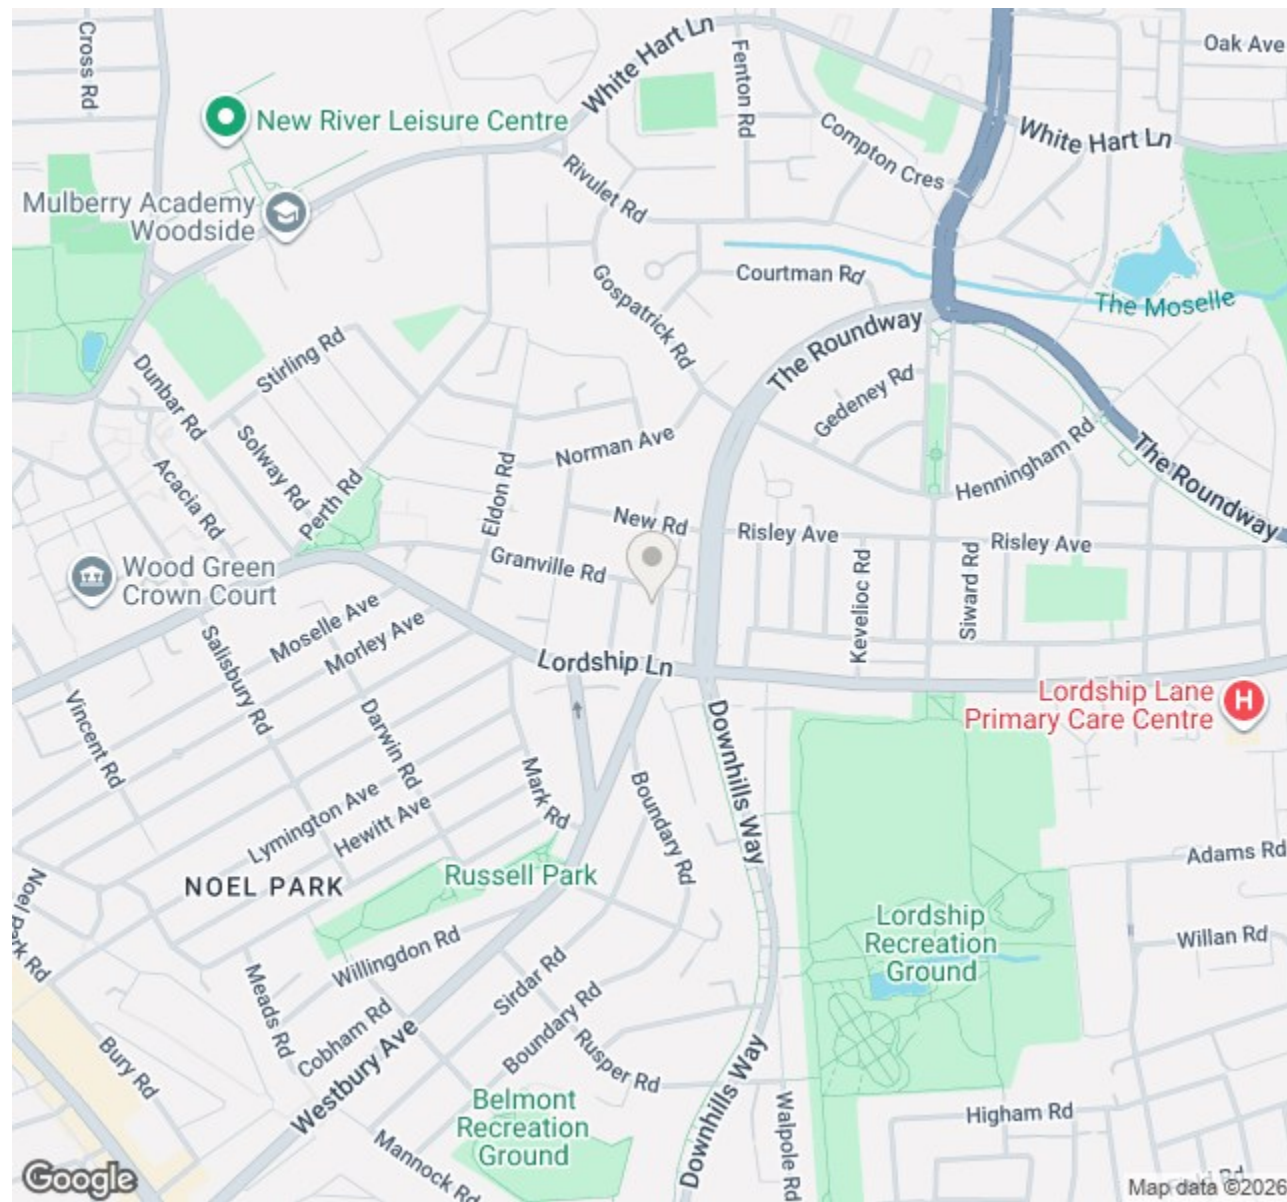 Cross Rd
White Hart Ln
Fenton Rd
Oak Ave
New River Leisure Centre
Compton Cres
White Hart Ln
Rivulet Rd
Mulberry Academy
Woodside
Gospatrick Rd
Courtman Rd
The Moselle
The Roundway
Stirling Rd
Dunbar Rd
Gedeney Rd
Solway Rd
Norman Ave
Henningham Rd
The Roundway
Acacia Rd
Perth Rd
Eldon Rd
New Rd
Risley Ave
Risley Ave
Granville Rd
Wood Green
Crown Court
Kevelioc Rd
Siward Rd
Moselle Ave
Morley Ave
Salisbury Rd
Lordship Ln
Lordship Lane
Primary Care Centre
H
Vincent Rd
Darwin Rd
Downhills Way
Mark Rd
Boundary Rd
Lymington Ave
Hewitt Ave
Adams Rd
NOEL PARK
Russell Park
Noel Park Rd
Lordship
Recreation
Ground
Willan Rd
Willingdon Rd
Meads Rd
Sirdar Rd
Cobham Rd
Boundary Rd
Bury Rd
Westbury Ave
Rusper Rd
Downhills Way
Belmont
Recreation
Ground
Walpole Rd
Higham Rd
Mannock Rd
Google
Map data ©2026